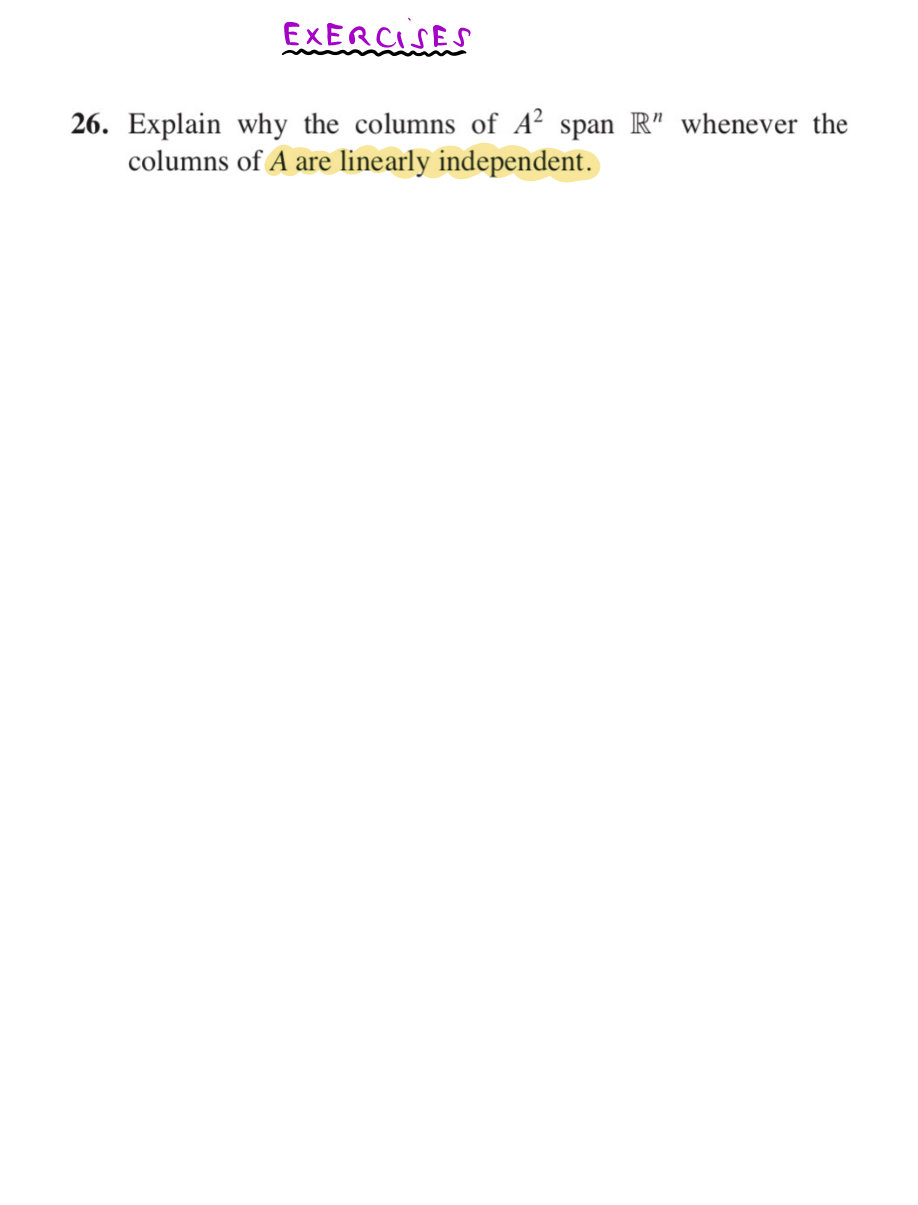 EXERCISES
26. Explain why the columns of A² span ℝⁿ whenever the
columns of A are linearly independent.